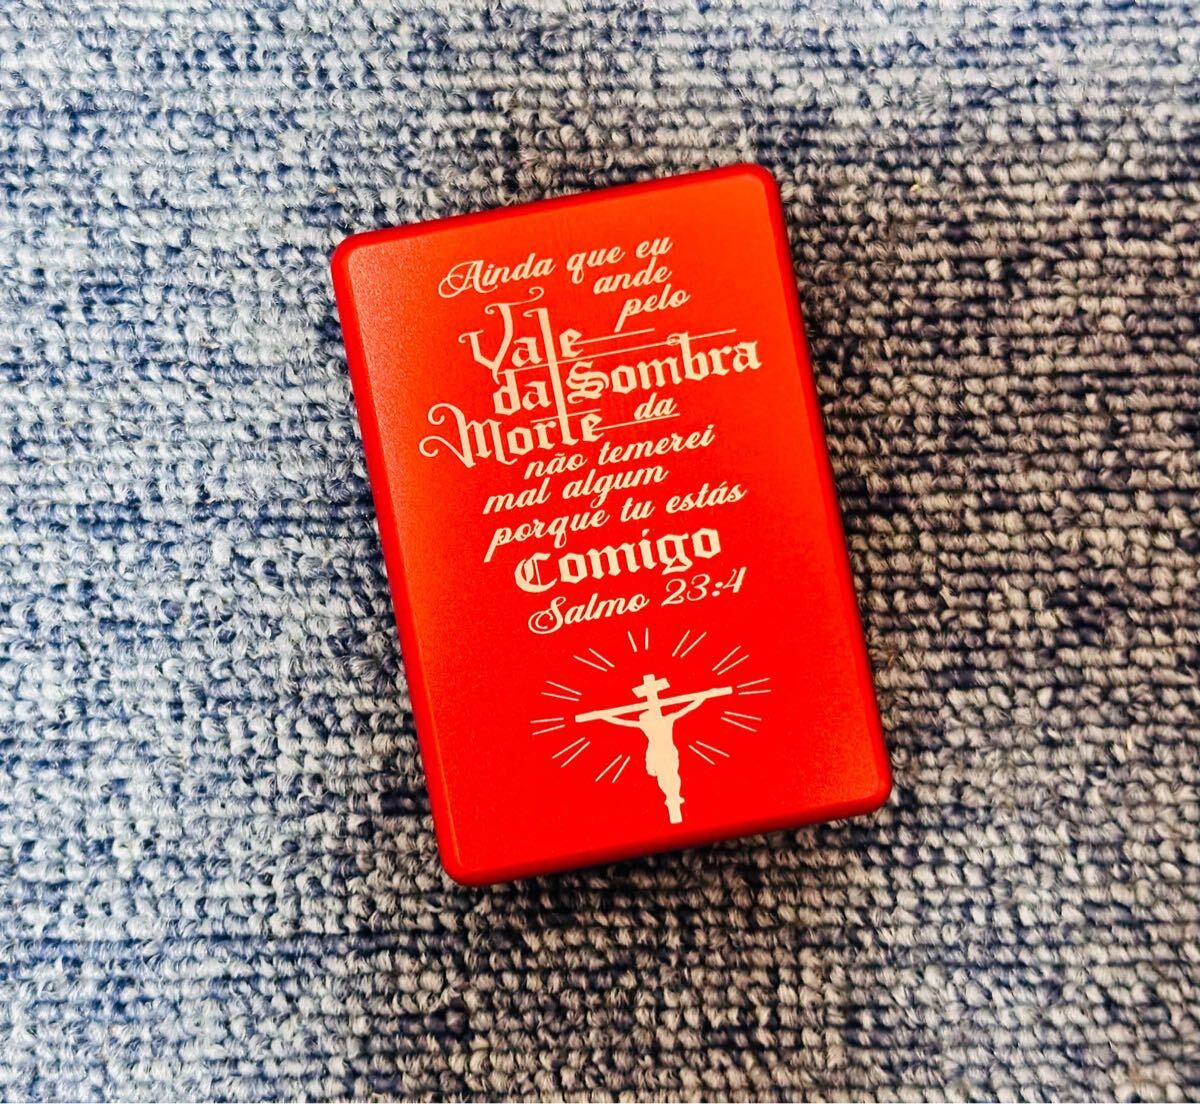 Ainda que eu
ande
pelo
Vale
da Sombra
Morte da
não temerei
mal algum
porque tu estás
Comigo
Salmo 23:4